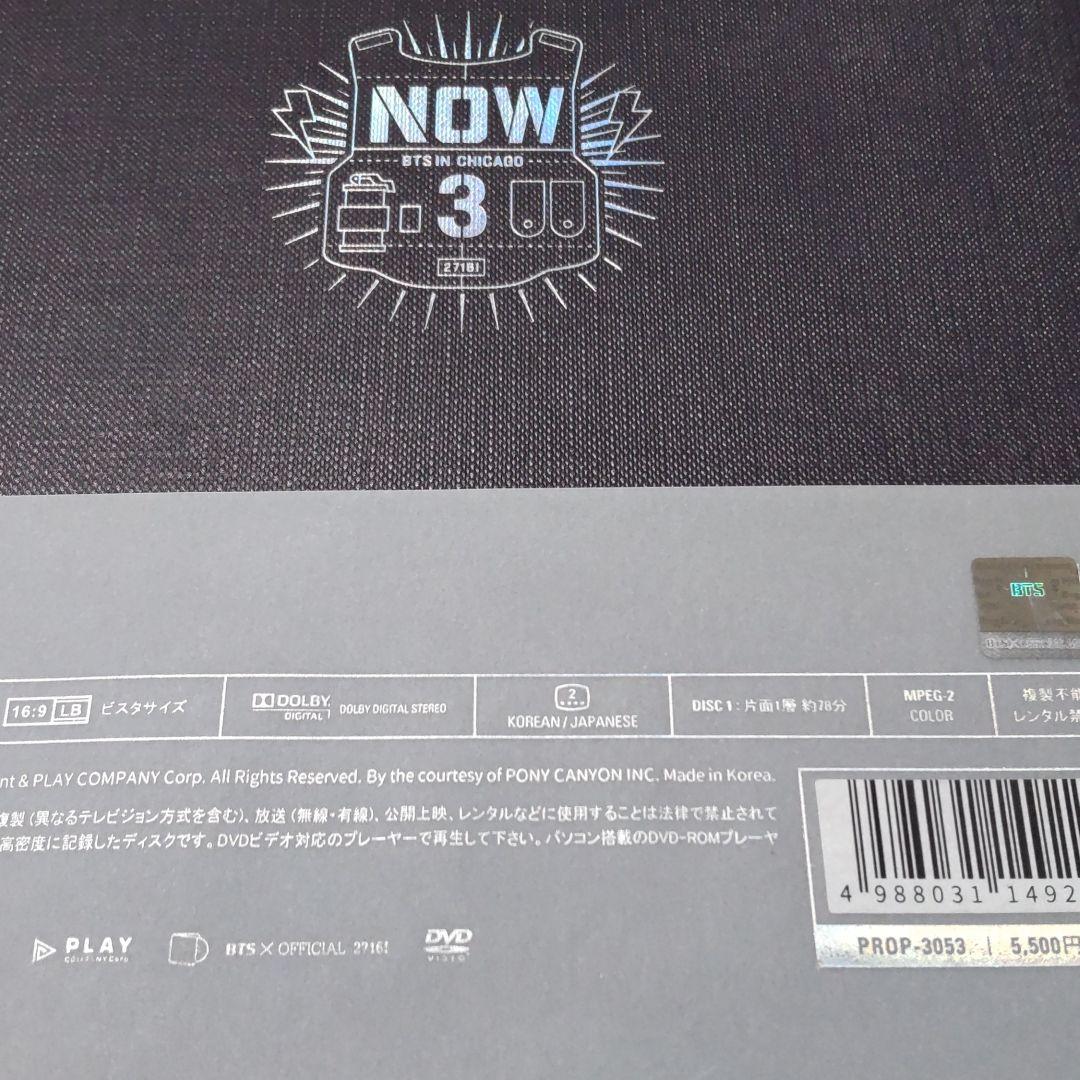 NOW
BTS IN CHICAGO
3
27161
BTS
16:9 LB ビスタサイズ
DOLBY DIGITAL DOLBY DIGITAL STEREO
2 KOREAN / JAPANESE
DISC 1 : 片面1層 約78分
MPEG-2 COLOR
複製不能
レンタル禁
nt & PLAY COMPANY Corp. All Rights Reserved. By the courtesy of PONY CANYON INC. Made in Korea.
複製 (異なるテレビジョン方式を含む)、放送 (無線・有線)、公開上映、レンタルなどに使用することは法律で禁止されて
高密度に記録したディスクです。DVDビデオ対応のプレーヤーで再生して下さい。パソコン搭載のDVD-ROMプレーヤ
4 988031 1492
PROP-3053 | 5,500円
PLAY COMPANY Corp
BTS × OFFICIAL 27161
DVD VIDEO